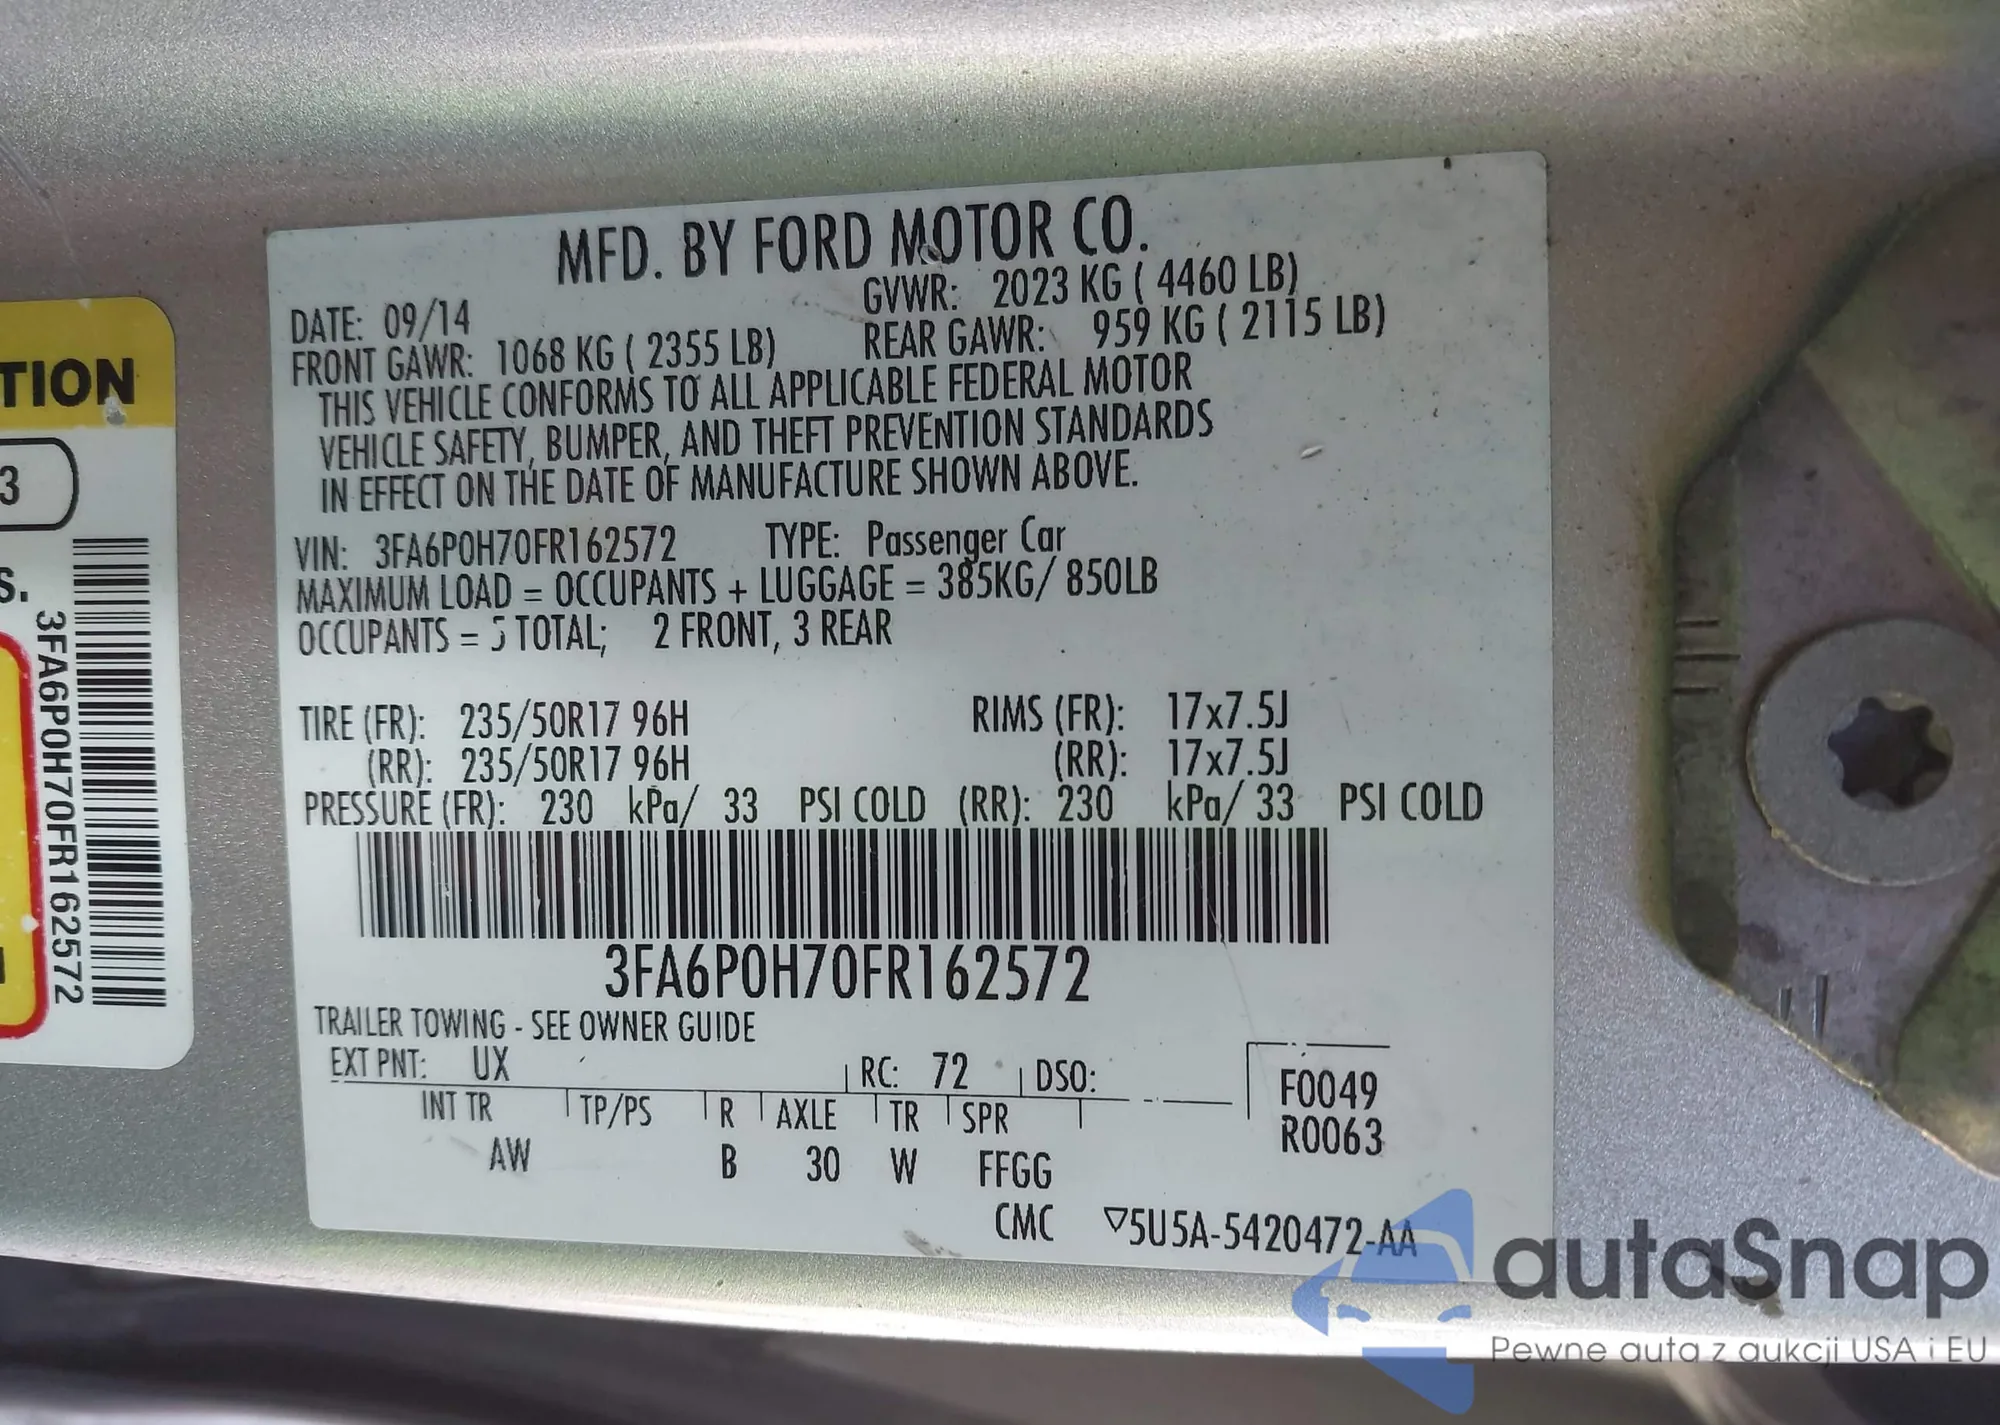 MFD. BY FORD MOTOR CO.
DATE: 09/14
GVWR: 2023 KG ( 4460 LB)
FRONT GAWR: 1068 KG ( 2355 LB)
REAR GAWR: 959 KG ( 2115 LB)
THIS VEHICLE CONFORMS TO ALL APPLICABLE FEDERAL MOTOR
VEHICLE SAFETY, BUMPER, AND THEFT PREVENTION STANDARDS
IN EFFECT ON THE DATE OF MANUFACTURE SHOWN ABOVE.
VIN: 3FA6P0H70FR162572 TYPE: Passenger Car
MAXIMUM LOAD = OCCUPANTS + LUGGAGE = 385KG/ 850LB
OCCUPANTS = 5 TOTAL; 2 FRONT, 3 REAR
TIRE (FR): 235/50R17 96H RIMS (FR): 17x7.5J
(RR): 235/50R17 96H (RR): 17x7.5J
PRESSURE (FR): 230 kPa/ 33 PSI COLD (RR): 230 kPa/ 33 PSI COLD
3FA6P0H70FR162572
TRAILER TOWING - SEE OWNER GUIDE
EXT PNT: UX RC: 72 DSO:
INT TR TP/PS R AXLE TR SPR
AW B 30 W FFGG
F0049
R0063
CMC ▽5U5A-5420472-AA
TION
3
S.
3FA6P0H70FR162572
autaSnap
Pewne auta z aukcji USA i EU